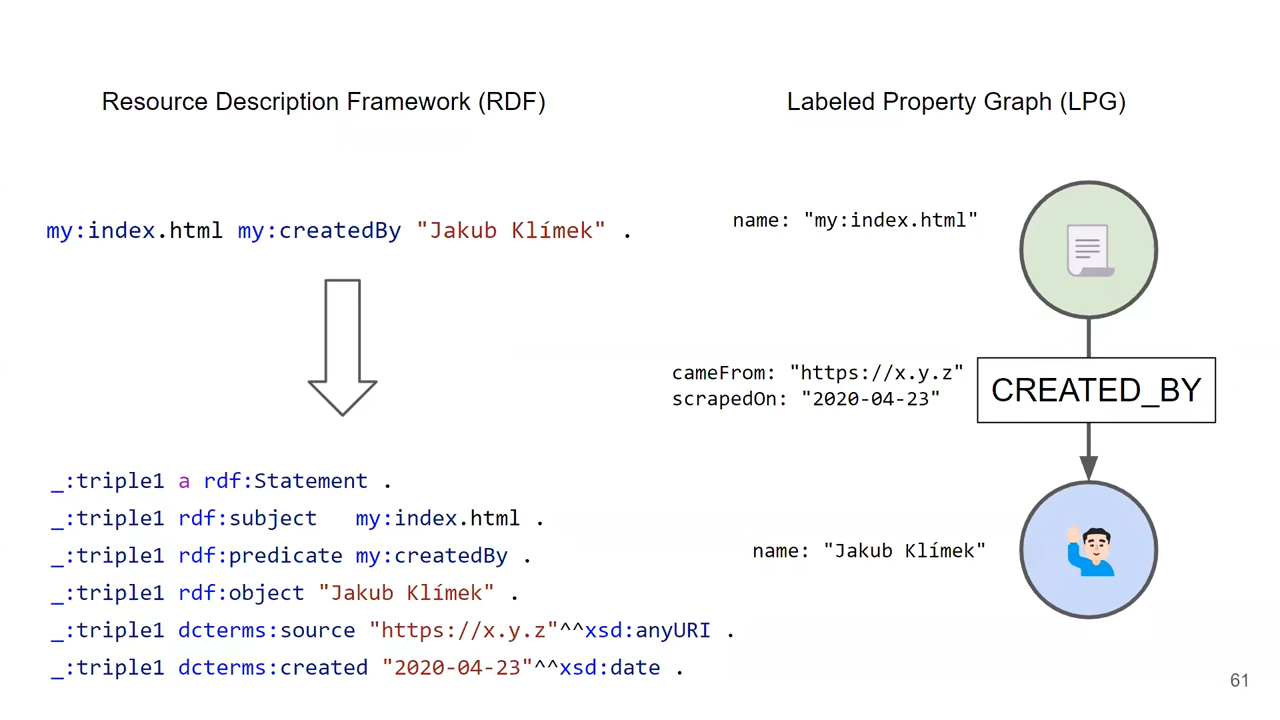 Resource Description Framework (RDF)
my:index.html my:createdBy "Jakub Klímek" .
_:triple1 a rdf:Statement .
_:triple1 rdf:subject   my:index.html .
_:triple1 rdf:predicate my:createdBy .
_:triple1 rdf:object "Jakub Klímek" .
_:triple1 dcterms:source "https://x.y.z"^^xsd:anyURI .
_:triple1 dcterms:created "2020-04-23"^^xsd:date .
Labeled Property Graph (LPG)
name: "my:index.html"
cameFrom: "https://x.y.z"
scrapedOn: "2020-04-23"
CREATED_BY
name: "Jakub Klímek"
61